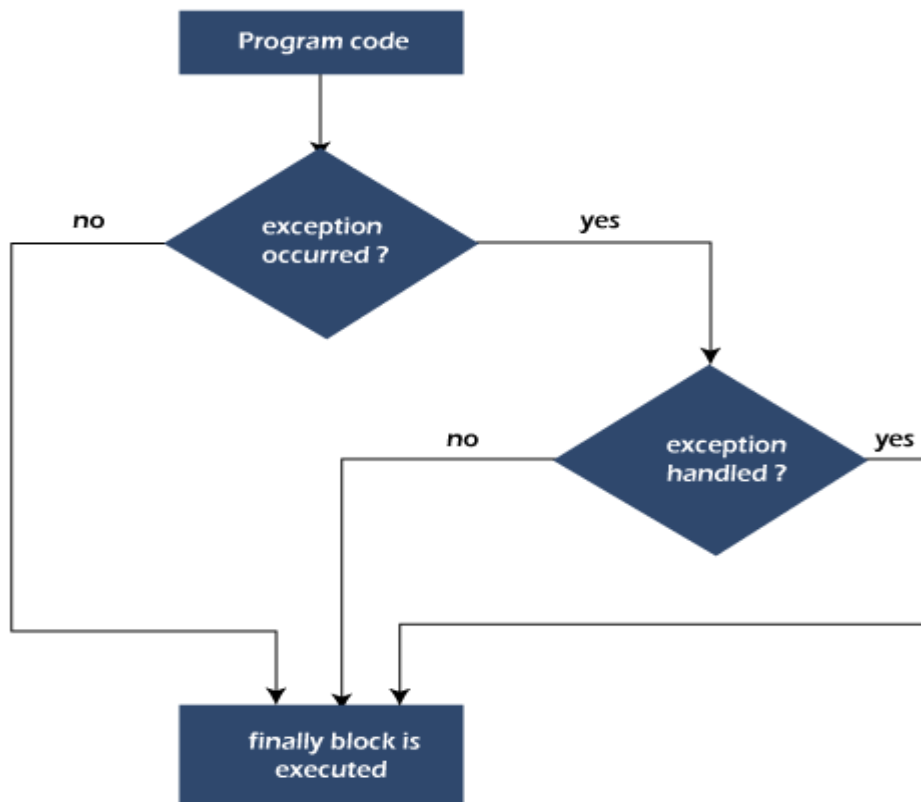 Program code
no
exception
occurred ?
yes
no
exception
handled ?
yes
finally block is
executed